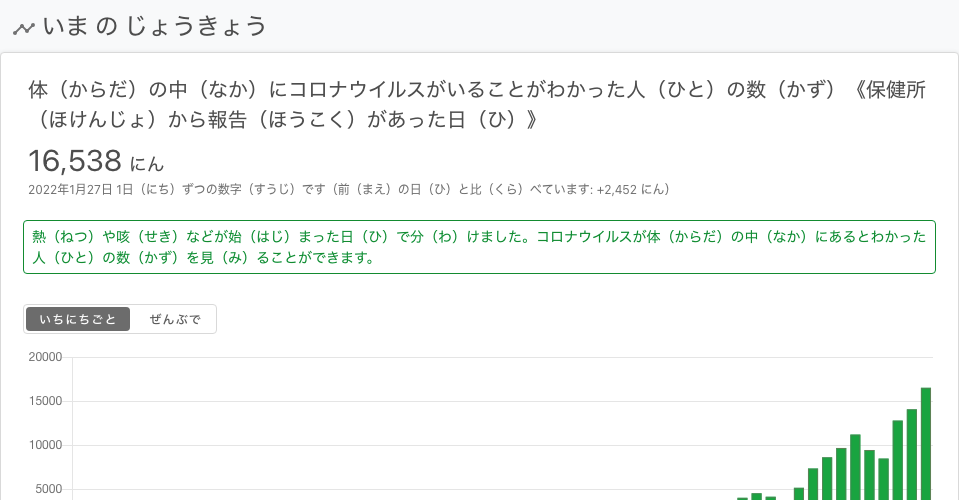 いま の じょうきょう
体（からだ）の中（なか）にコロナウイルスがいることがわかった人（ひと）の数（かず）《保健所
（ほけんじょ）から報告（ほうこく）があった日（ひ）》
16,538 にん
2022年1月27日 1日（にち）ずつの数字（すうじ）です（前（まえ）の日（ひ）と比（くら）べています: +2,452 にん）
熱（ねつ）や咳（せき）などが始（はじ）まった日（ひ）で分（わ）けました。コロナウイルスが体（からだ）の中（なか）にあるとわかった
人（ひと）の数（かず）を見（み）ることができます。
いちにちごと ぜんぶで
20000
15000
10000
5000